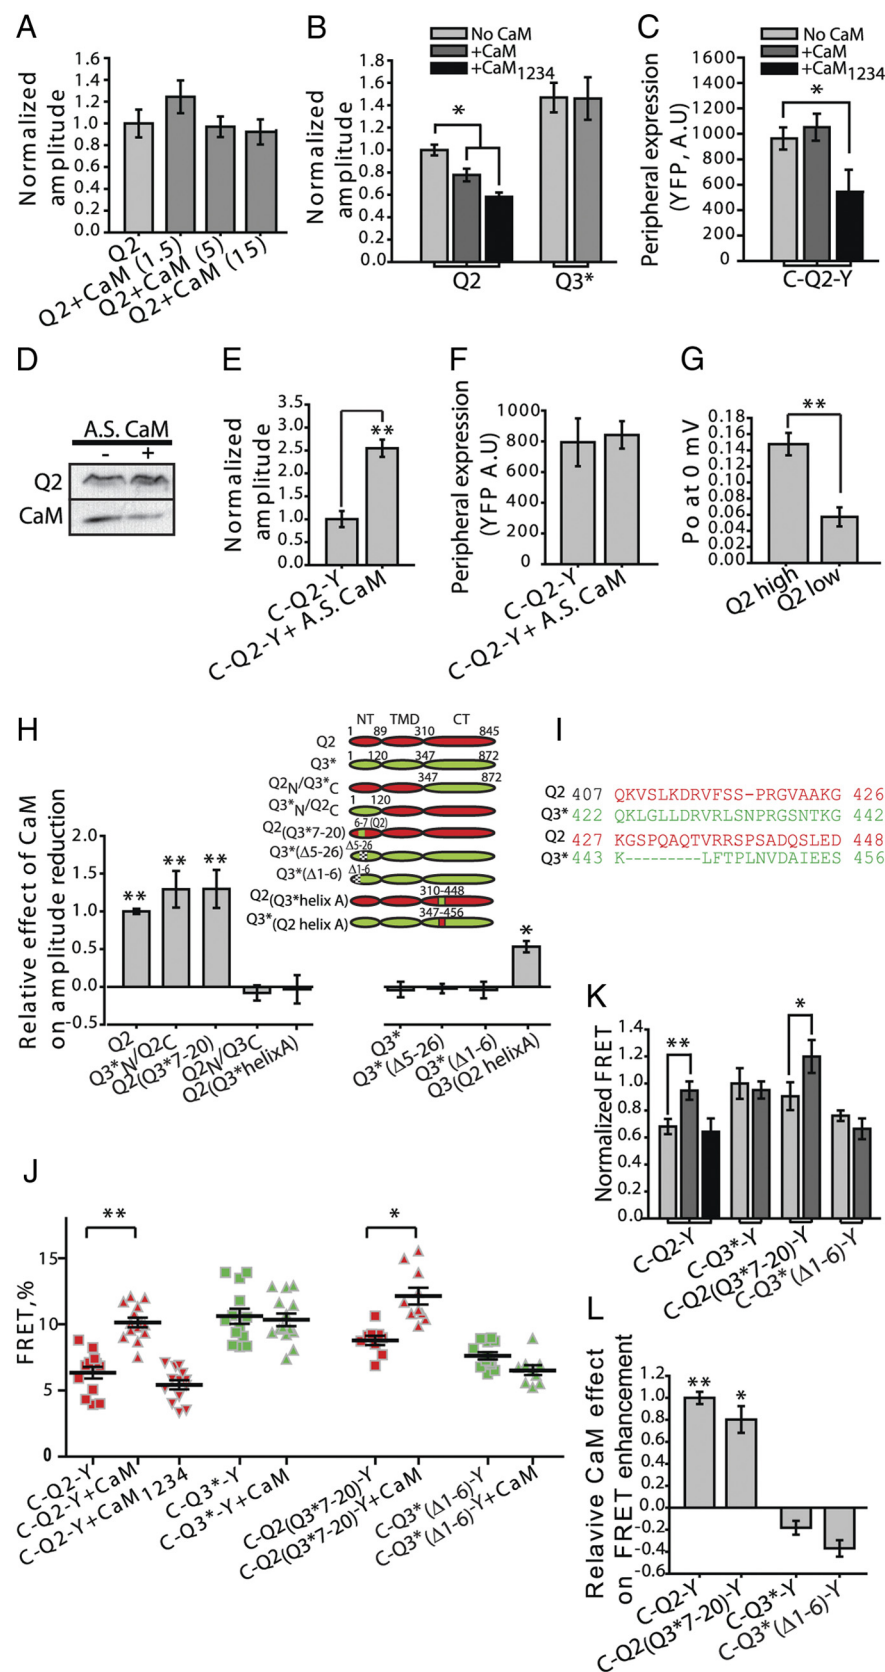 A
Normalized amplitude
1.6
1.4
1.2
1.0
0.8
0.6
0.4
0.2
0.0
Q2
Q2+CaM (1.5)
Q2+CaM (5)
Q2+CaM (15)
B
No CaM
+CaM
+CaM1234
Normalized amplitude
1.8
1.6
1.4
1.2
1.0
0.8
0.6
0.4
0.2
0.0
*
Q2
Q3*
C
No CaM
+CaM
+CaM1234
Peripheral expression (YFP, A.U)
1600
1400
1200
1000
800
600
400
200
0
*
C-Q2-Y
D
A.S. CaM
- +
Q2
CaM
E
Normalized amplitude
3.5
3.0
2.5
2.0
1.5
1.0
0.5
0.0
**
C-Q2-Y
C-Q2-Y+ A.S. CaM
F
Peripheral expression (YFP A.U)
1000
800
600
400
200
0
C-Q2-Y
C-Q2-Y+ A.S. CaM
G
Po at 0 mV
0.18
0.16
0.14
0.12
0.10
0.08
0.06
0.04
0.02
0.00
**
Q2 high
Q2 low
H
NT TMD CT
1 89 310 845
Q2
1 120 347 872
Q3*
347 872
Q2N/Q3*C
1 120
Q3*N/Q2C
6-7 (Q2)
Q2(Q3*7-20)
Δ5-26
Q3*(Δ5-26)
Δ1-6
Q3*(Δ1-6)
310-448
Q2(Q3*helix A)
347-456
Q3*(Q2 helix A)
Relative effect of CaM on amplitude reduction
2.0
1.5
1.0
0.5
0.0
-0.5
** ** **
*
Q2
Q3*N/Q2C
Q2(Q3*7-20)
Q2N/Q3C
Q2(Q3*helixA)
Q3*
Q3*(Δ5-26)
Q3*(Δ1-6)
Q3(Q2 helixA)
I
Q2 407 QKVSLKDRVFSS-PRGVAAKG 426
Q3* 422 QKLGLLDRVRLSNPRGSNTKG 442
Q2 427 KGSPQAQTVRRSPSADQSLED 448
Q3* 443 K---------LFTPLNVDAIEES 456
J
FRET,%
15
10
5
0
**
*
C-Q2-Y
C-Q2-Y+CaM
C-Q2-Y+CaM 1234
C-Q3*-Y
C-Q3*-Y+CaM
C-Q2(Q3*7-20)-Y
C-Q2(Q3*7-20)-Y+CaM
C-Q3*(Δ1-6)-Y
C-Q3*(Δ1-6)-Y+CaM
K
Normalized FRET
1.4
1.2
1.0
0.8
0.6
0.4
0.2
0.0
**
*
C-Q2-Y
C-Q3*-Y
C-Q2(Q3*7-20)-Y
C-Q3*(Δ1-6)-Y
L
Relavive CaM effect on FRET enhancement
1.2
1.0
0.8
0.6
0.4
0.2
0.0
-0.2
-0.4
-0.6
**
*
C-Q2-Y
C-Q2(Q3*7-20)-Y
C-Q3*-Y
C-Q3*(Δ1-6)-Y